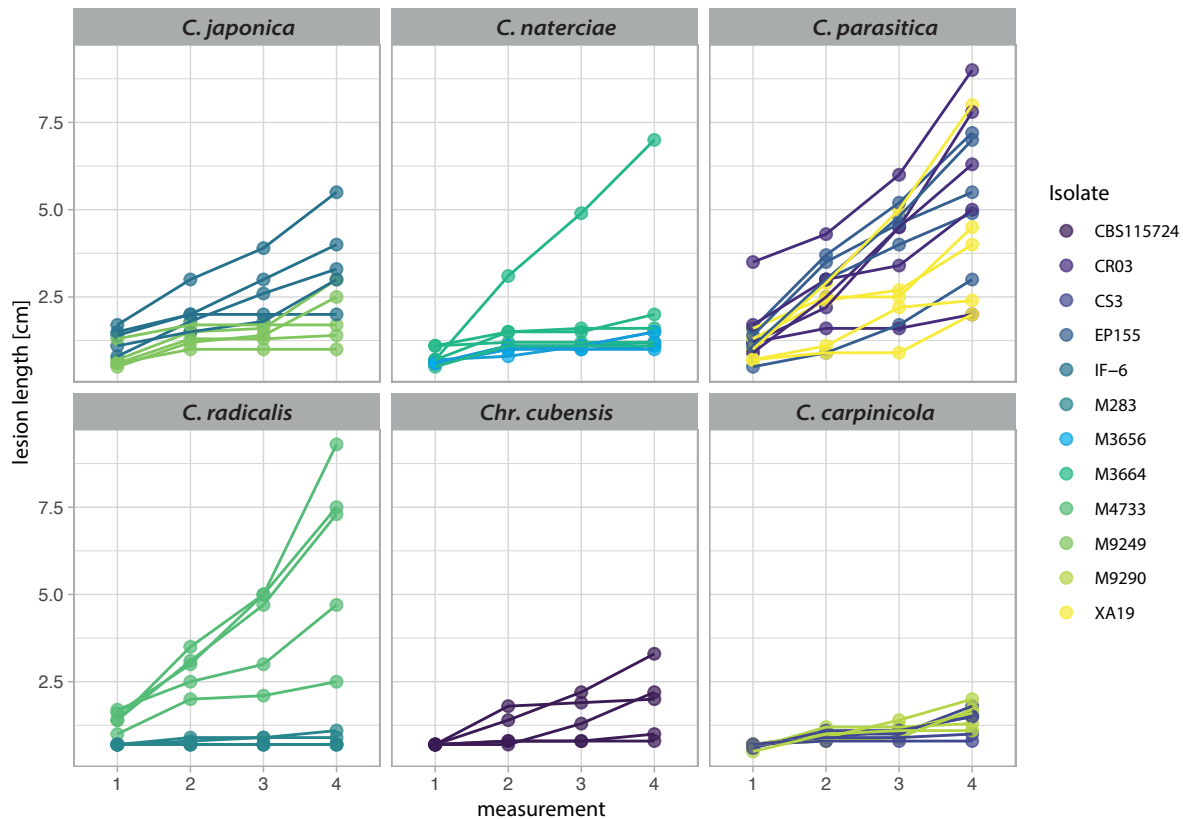 C. japonica
C. naterciae
C. parasitica
7.5
5.0
2.5
C. radicalis
Chr. cubensis
C. carpinicola
7.5
5.0
2.5
1 2 3 4
1 2 3 4
1 2 3 4
lesion length [cm]
measurement
Isolate
CBS115724
CR03
CS3
EP155
IF−6
M283
M3656
M3664
M4733
M9249
M9290
XA19